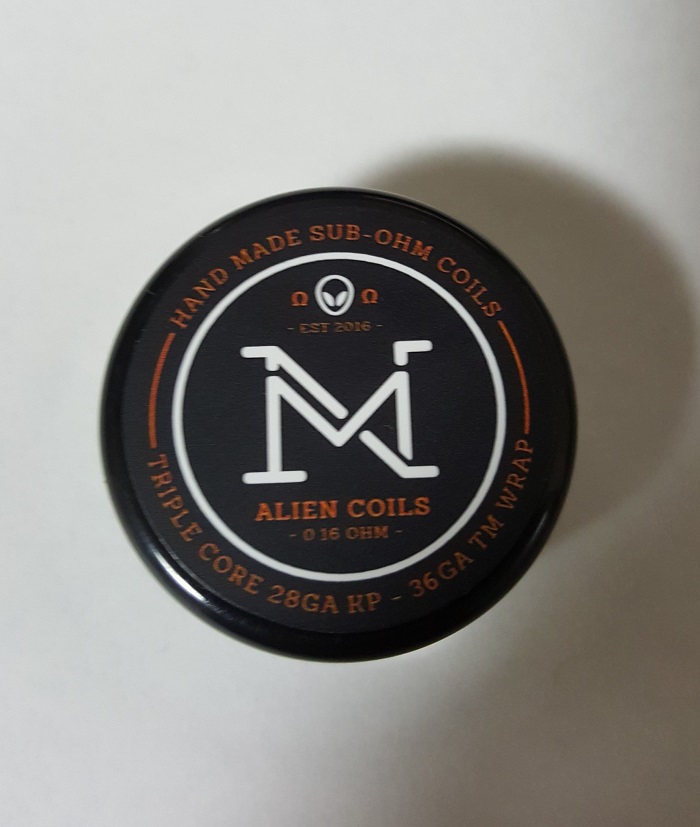 HAND MADE SUB-OHM COILS
Ω Ω
- EST 2016 -
M
ALIEN COILS
- 0 16 OHM -
TRIPLE CORE 28GA KP - 36GA TM WRAP